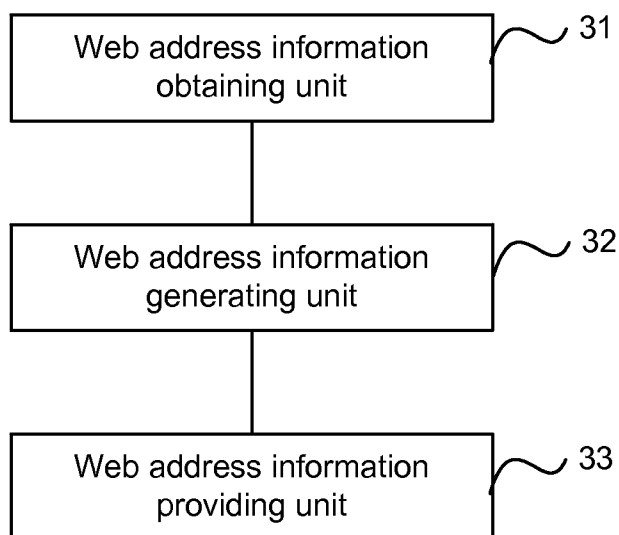 Web address information
obtaining unit
31
Web address information
generating unit
32
Web address information
providing unit
33